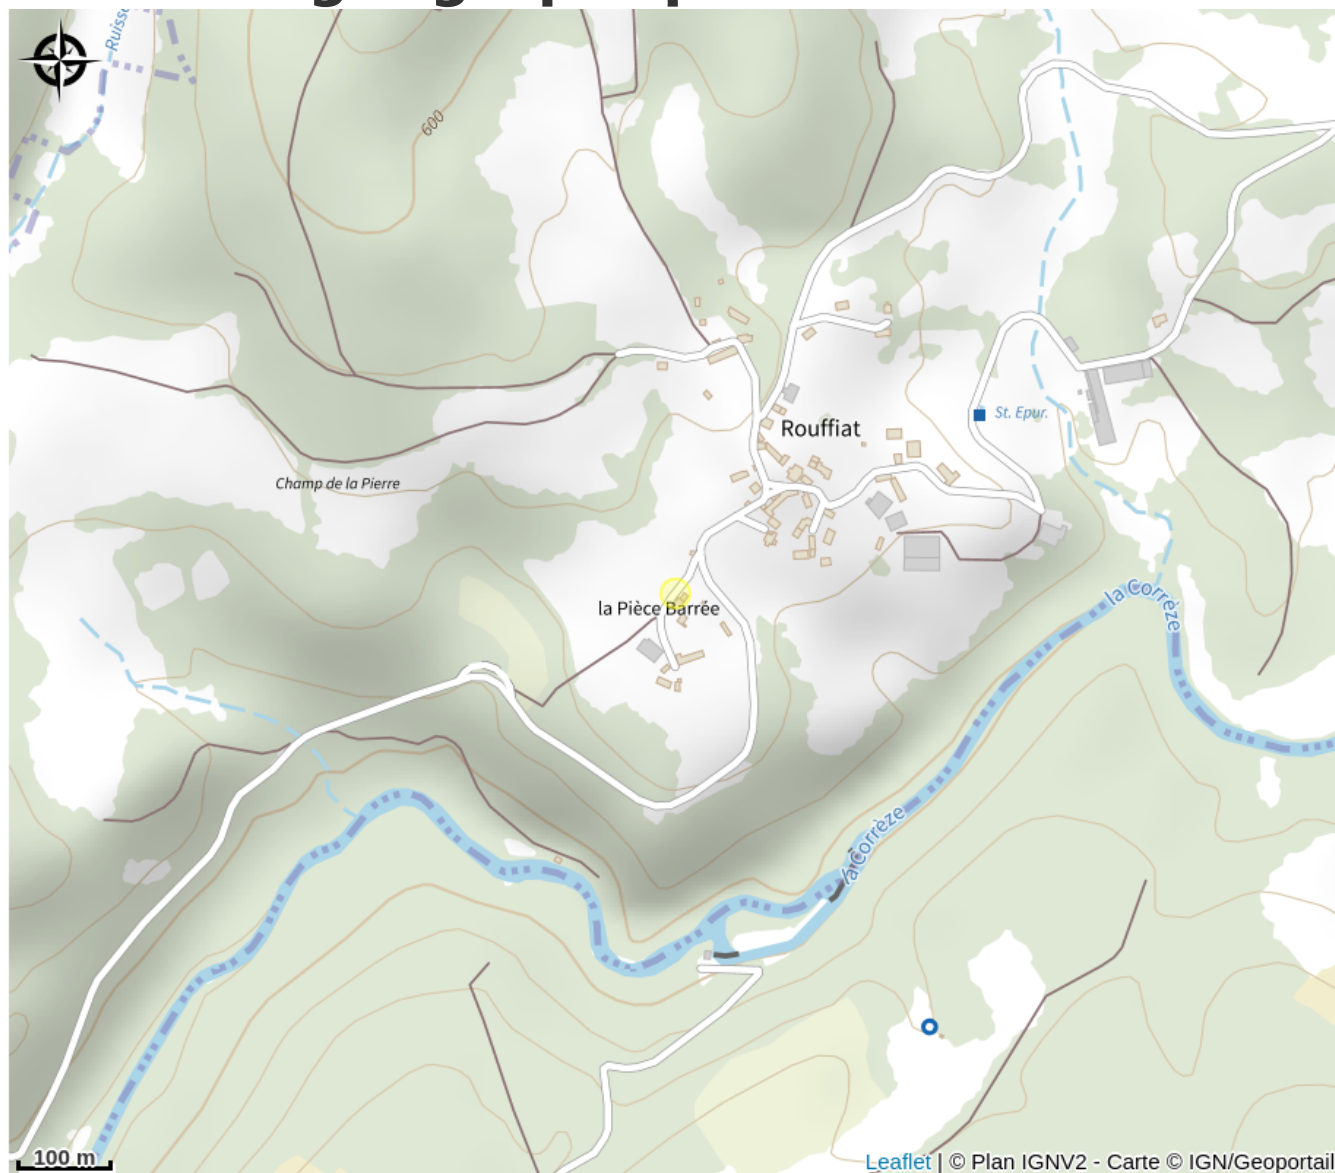 Ruisse
600
Rouffiat
St. Epur.
Champ de la Pierre
la Pièce Barrée
la Corrèze
la Corrèze
100 m
Leaflet | © Plan IGNV2 - Carte © IGN/Geoportail